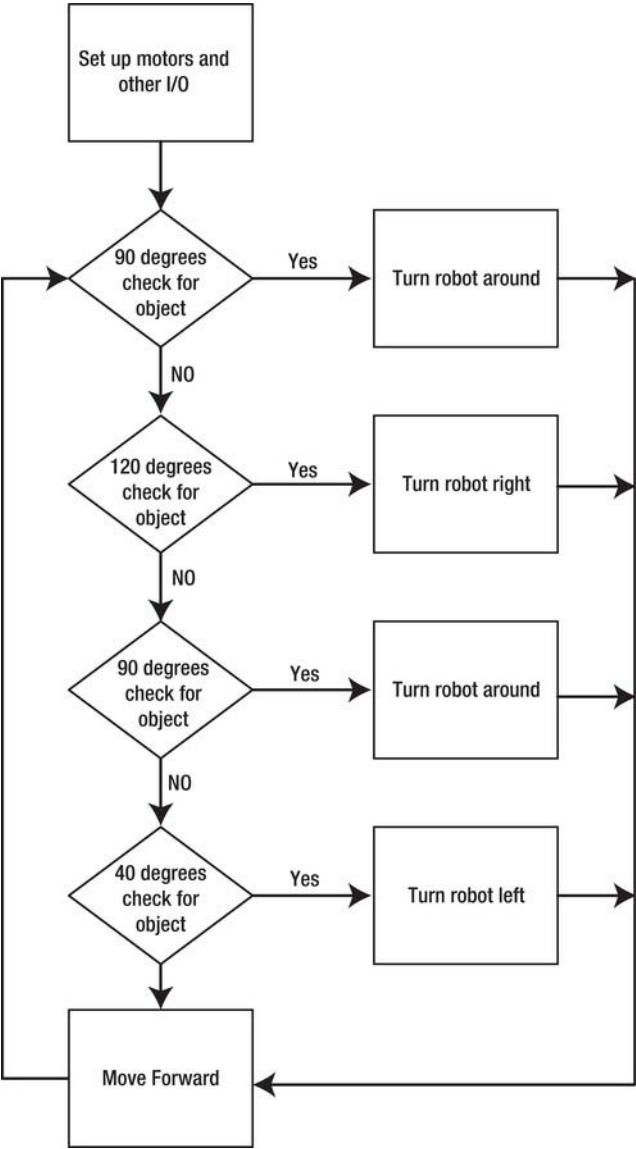 Set up motors and
other I/O
90 degrees
check for
object
Yes
Turn robot around
NO
120 degrees
check for
object
Yes
Turn robot right
NO
90 degrees
check for
object
Yes
Turn robot around
NO
40 degrees
check for
object
Yes
Turn robot left
Move Forward